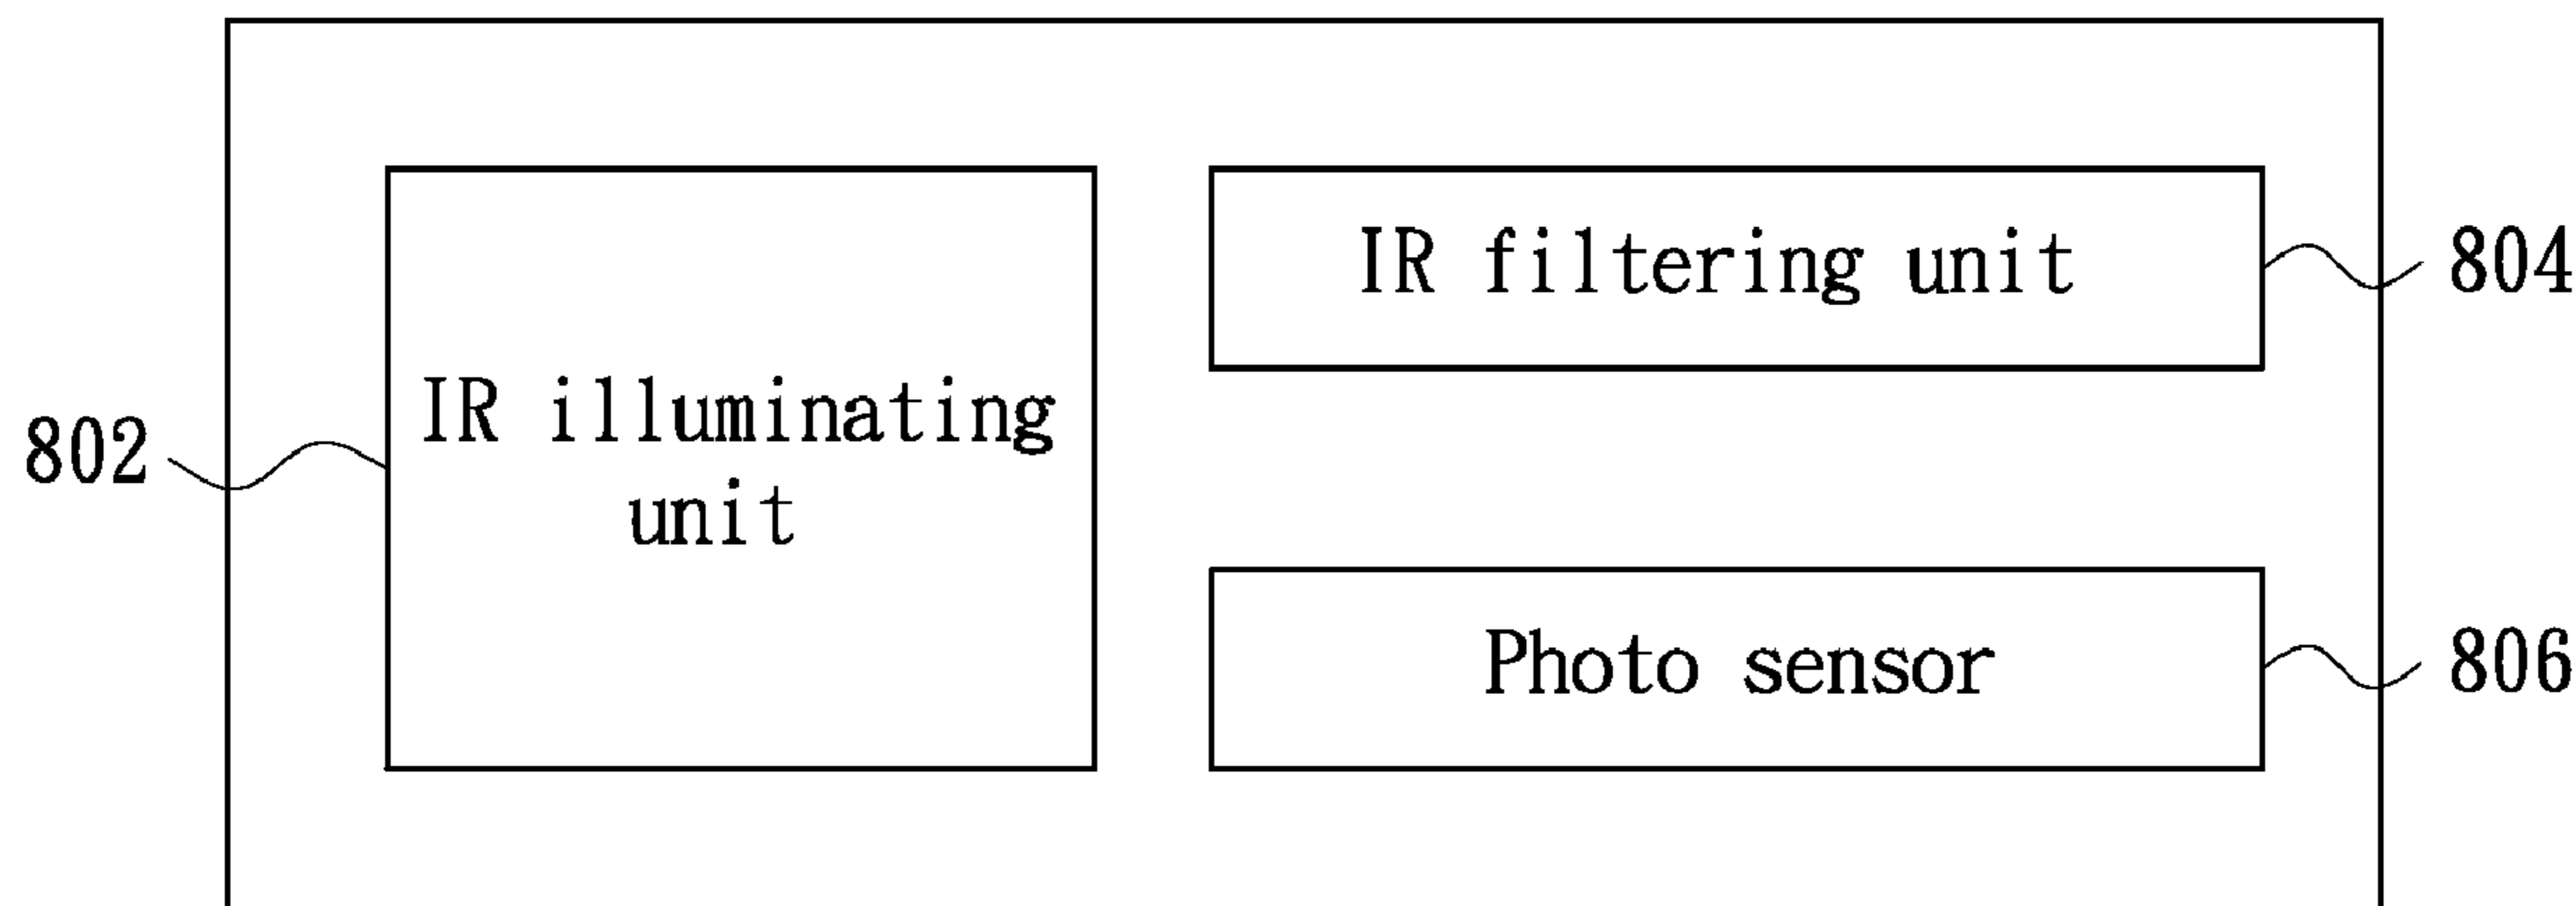 IR filtering unit
804
IR illuminating
unit
802
Photo sensor
806